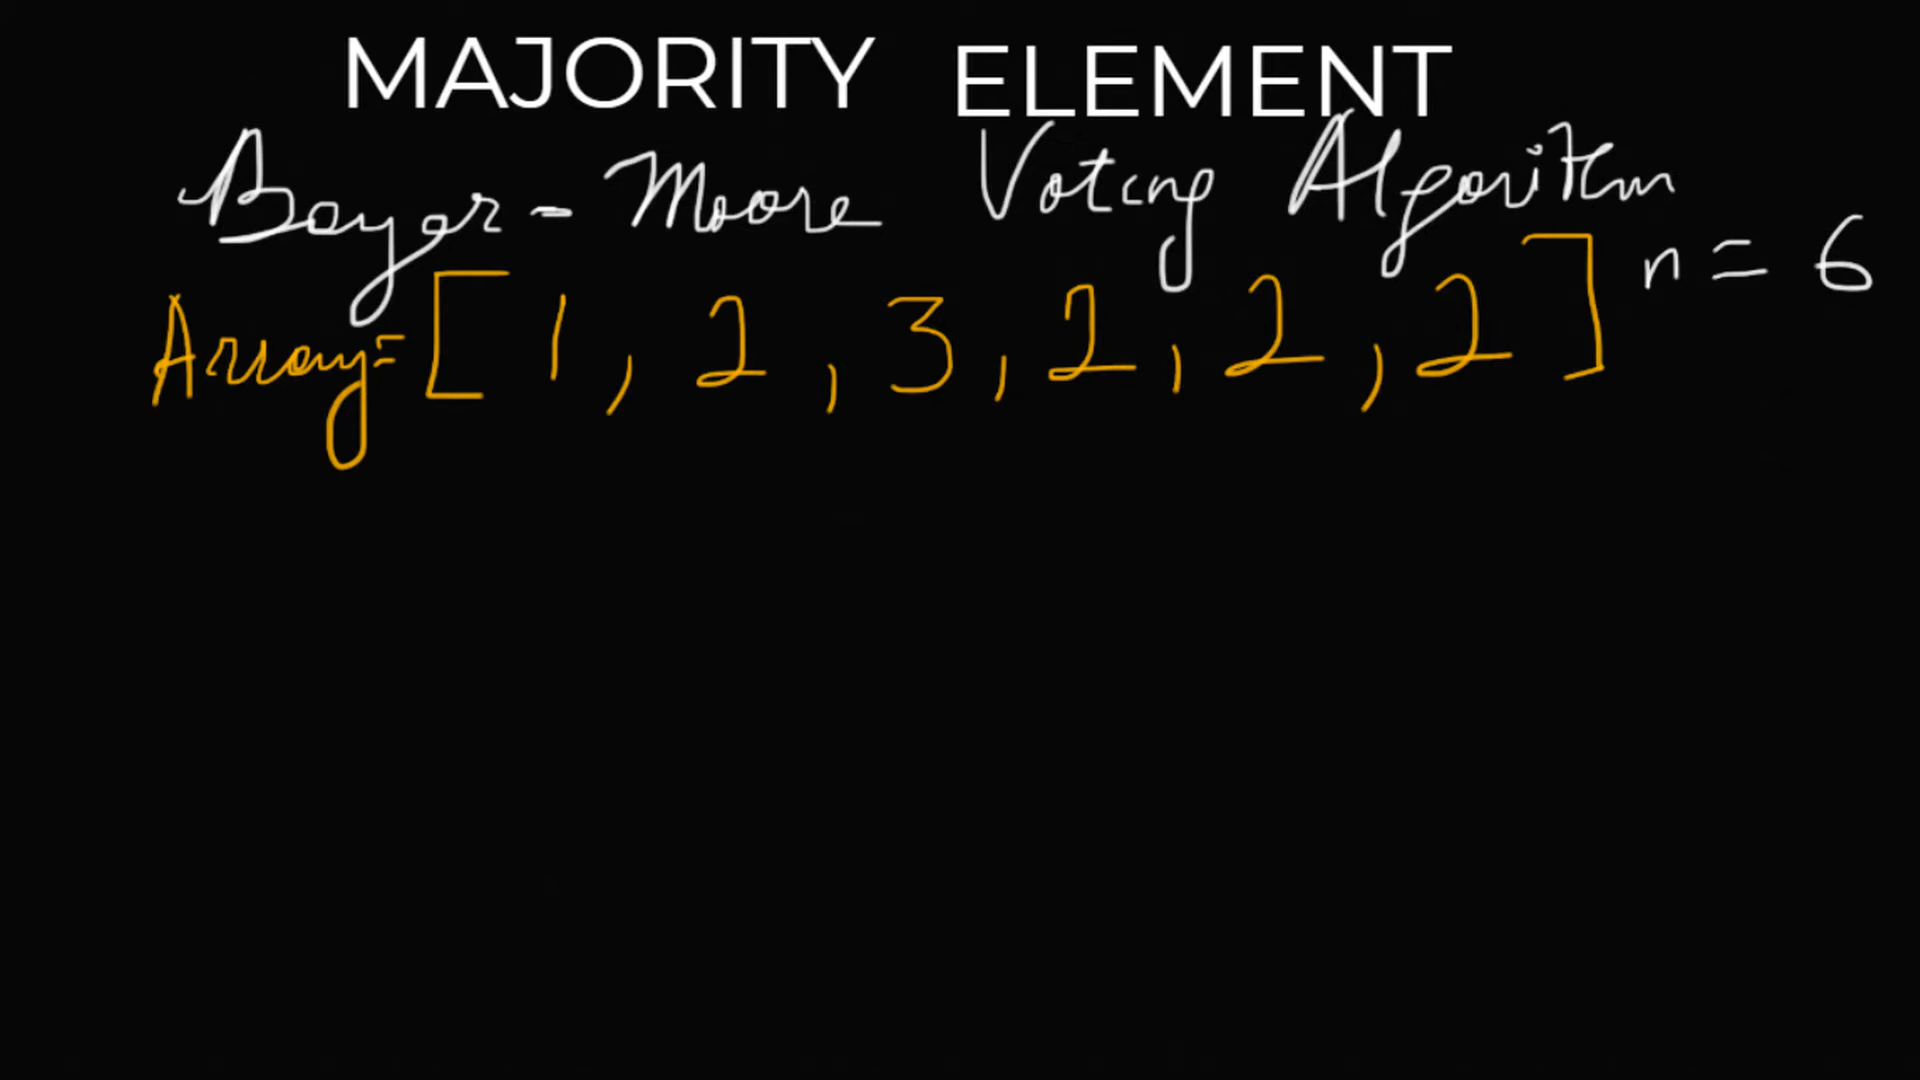 MAJORITY ELEMENT
Boyer-Moore Voting Algorithm
n = 6
Array = [1, 2, 3, 2, 2, 2]